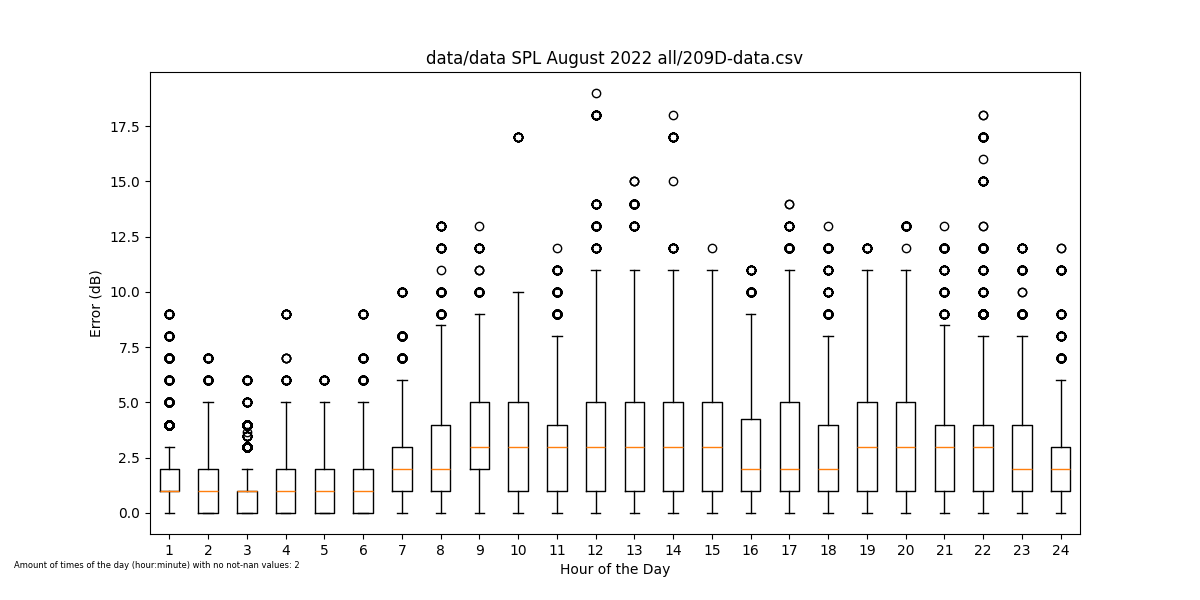 data/data SPL August 2022 all/209D-data.csv
17.5
15.0
12.5
10.0
7.5
5.0
2.5
0.0
Error (dB)
1 2 3 4 5 6 7 8 9 10 11 12 13 14 15 16 17 18 19 20 21 22 23 24
Hour of the Day
Amount of times of the day (hour:minute) with no not-nan values: 2